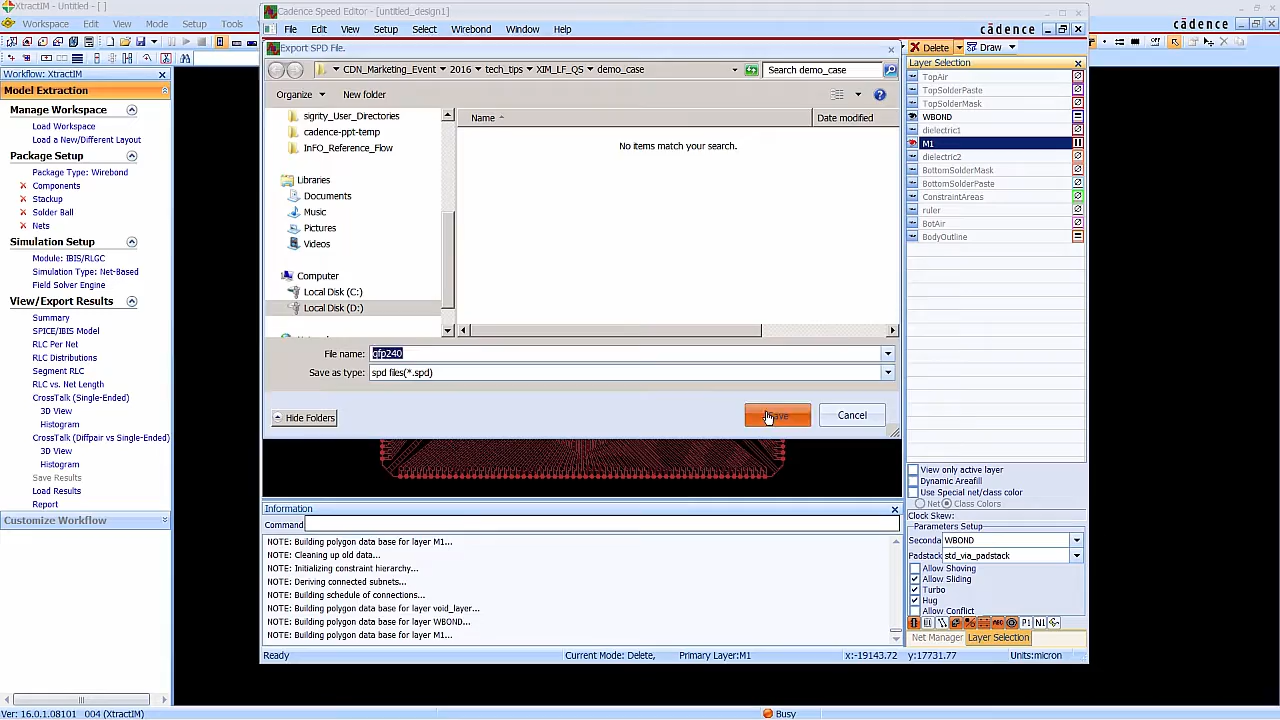 XtractIM - Untitled - [ ]
Workspace Edit View Mode Setup Tools
cādence
Workflow: XtractIM
Model Extraction
Manage Workspace
Load Workspace
Load a New/Different Layout
Package Setup
Package Type: Wirebond
Components
Stackup
Solder Ball
Nets
Simulation Setup
Module: IBIS/RLGC
Simulation Type: Net-Based
Field Solver Engine
View/Export Results
Summary
SPICE/IBIS Model
RLC Per Net
RLC Distributions
Segment RLC
RLC vs. Net Length
CrossTalk (Single-Ended)
3D View
Histogram
CrossTalk (Diffpair vs Single-Ended)
3D View
Histogram
Save Results
Load Results
Report
Customize Workflow
Ver: 16.0.1.08101 004 (XtractIM)
Busy
Cadence Speed Editor - [untitled_design1]
File Edit View Setup Select Wirebond Window Help
cādence
Export SPD File.
CDN_Marketing_Event 2016 tech_tips XIM_LF_QS demo_case
Search demo_case
Organize New folder
sigrity_User_Directories
cadence-ppt-temp
InFO_Reference_Flow
Libraries
Documents
Music
Pictures
Videos
Computer
Local Disk (C:)
Local Disk (D:)
Name Date modified
No items match your search.
File name: qfp240
Save as type: spd files(*.spd)
Hide Folders
Save Cancel
Information
Command
NOTE: Building polygon data base for layer M1...
NOTE: Cleaning up old data...
NOTE: Initializing constraint hierarchy...
NOTE: Deriving connected subnets...
NOTE: Building schedule of connections...
NOTE: Building polygon data base for layer void_layer...
NOTE: Building polygon data base for layer WBOND...
NOTE: Building polygon data base for layer M1...
Ready Current Mode: Delete, Primary Layer:M1 x:-19143.72 y:17731.77 Units:micron
Delete Draw
Layer Selection
TopAir
TopSolderPaste
TopSolderMask
WBOND
dielectric1
M1
dielectric2
BottomSolderMask
BottomSolderPaste
ConstraintAreas
ruler
BotAir
BodyOutline
View only active layer
Dynamic Areafill
Use Special net/class color
Net Class Colors
Clock Skew:
Parameters Setup
Seconda WBOND
Padstack std_via_padstack
Allow Shoving
Allow Sliding
Turbo
Hug
Allow Conflict
P1 N1
Net Manager Layer Selection